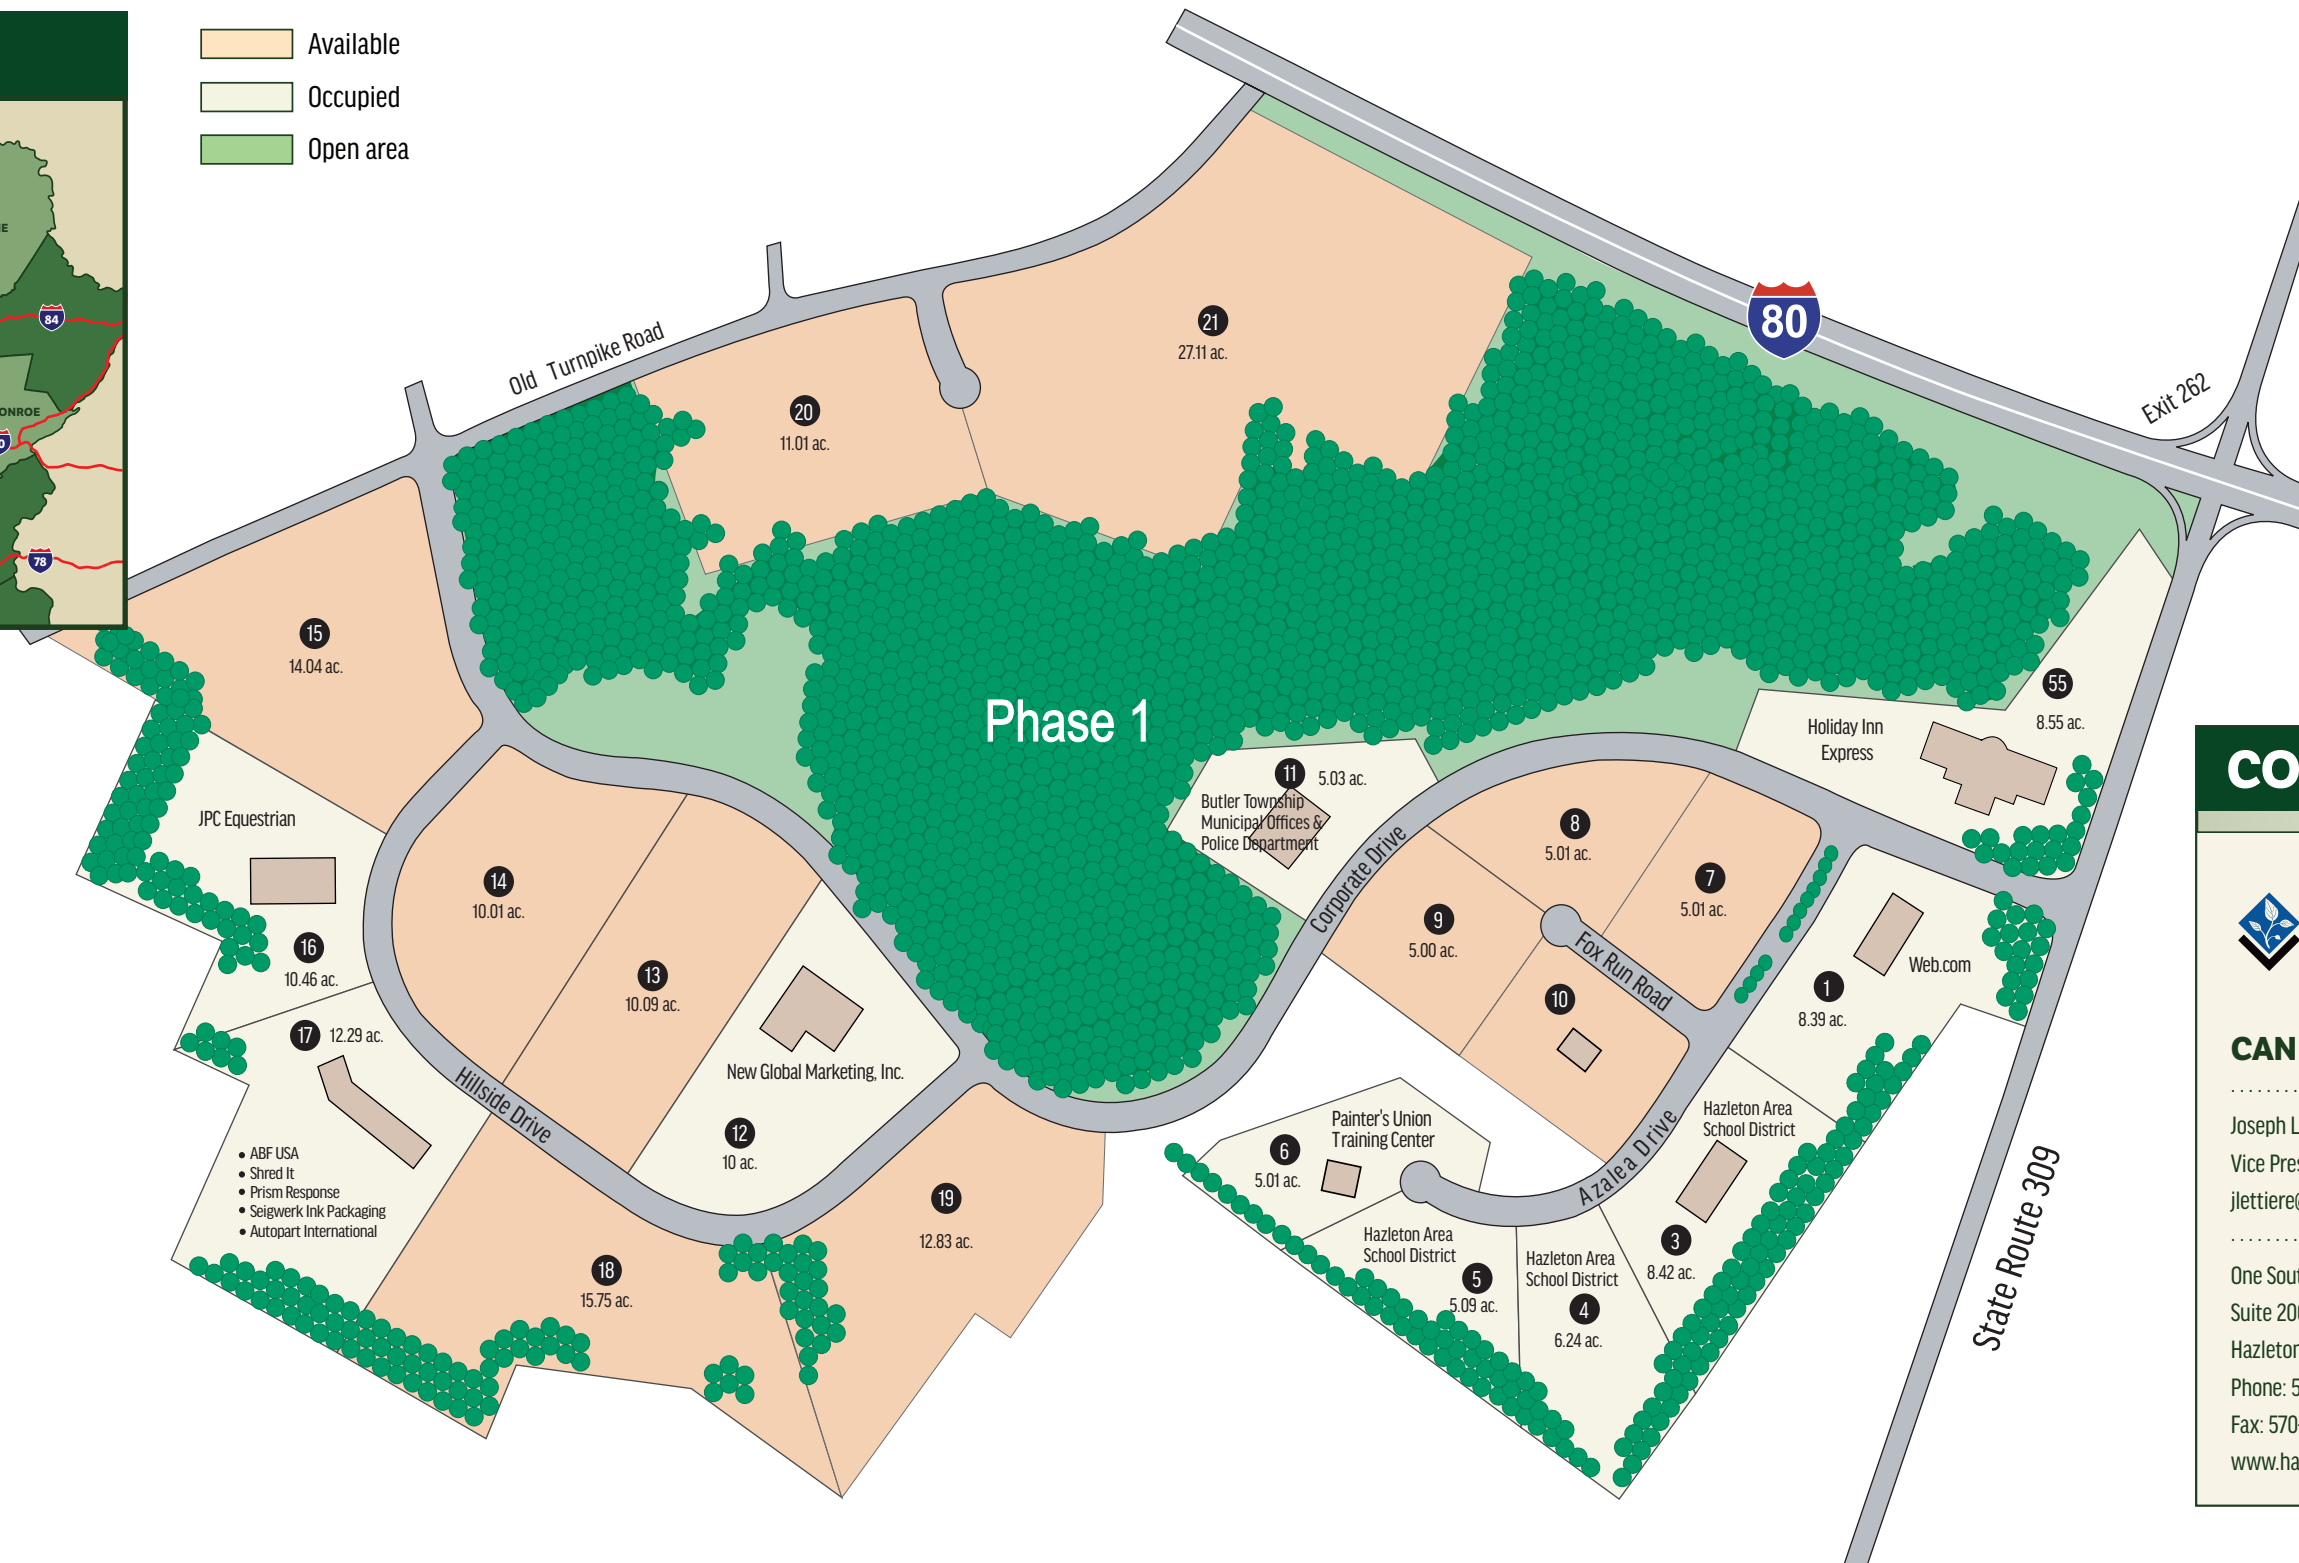 Available
Occupied
Open area
84
78
ONROE
80
Exit 262
Old Turnpike Road
21
27.11 ac.
20
11.01 ac.
15
14.04 ac.
Phase 1
55
8.55 ac.
Holiday Inn
Express
11 5.03 ac.
Butler Township
Municipal Offices &
Police Department
JPC Equestrian
16
10.46 ac.
14
10.01 ac.
13
10.09 ac.
8
5.01 ac.
7
5.01 ac.
9
5.00 ac.
10
Corporate Drive
Fox Run Road
Web.com
1
8.39 ac.
17 12.29 ac.
ABF USA
Shred It
Prism Response
Seigwerk Ink Packaging
Autopart International
Hillside Drive
New Global Marketing, Inc.
12
10 ac.
19
12.83 ac.
18
15.75 ac.
Painter's Union
Training Center
6
5.01 ac.
Hazleton Area
School District
5
5.09 ac.
Hazleton Area
School District
4
6.24 ac.
Hazleton Area
School District
3
8.42 ac.
Azalea Drive
State Route 309
CO
CAN
Joseph L
Vice Pres
jlettiere@
One Sout
Suite 200
Hazleton
Phone: 5
Fax: 570-
www.ha